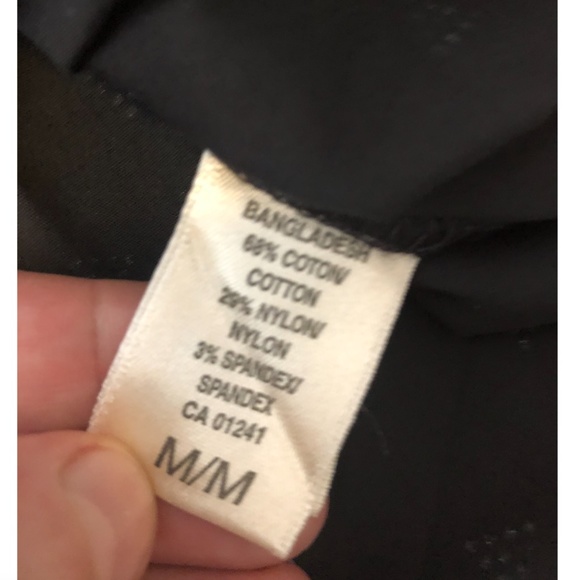 BANGLADESH
68% COTON/
COTTON
29% NYLON/
NYLON
3% SPANDEX/
SPANDEX
CA 01241
M/M